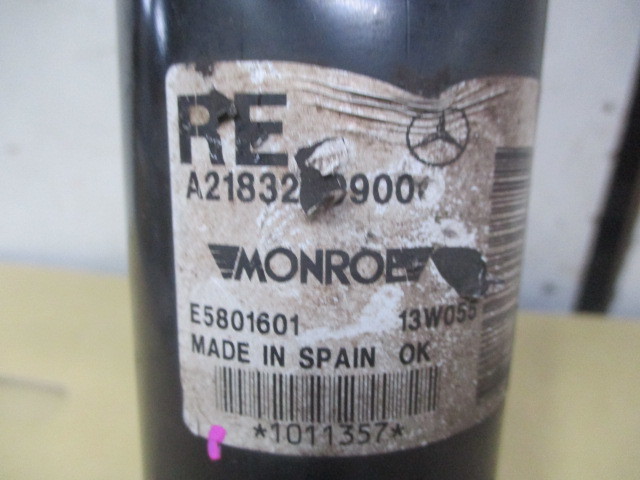 RE
MONROE
E5801601 13W055
MADE IN SPAIN OK
*1011357*